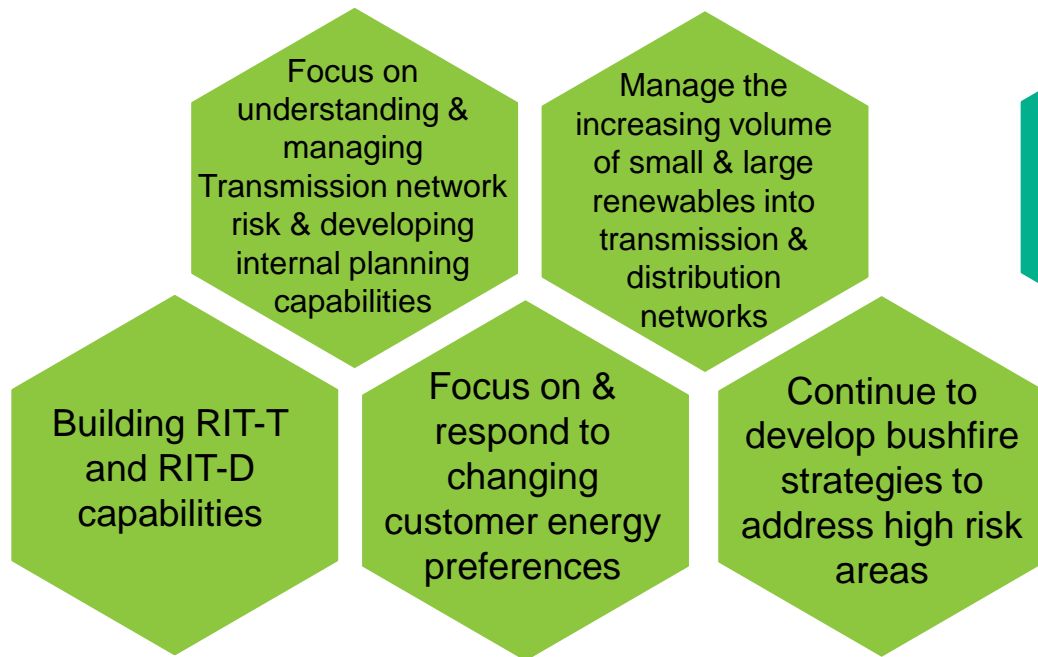 Focus on
understanding &
managing
Transmission network
risk & developing
internal planning
capabilities
Manage the
increasing volume
of small & large
renewables into
transmission &
distribution
networks
Building RIT-T
and RIT-D
capabilities
Focus on &
respond to
changing
customer energy
preferences
Continue to
develop bushfire
strategies to
address high risk
areas